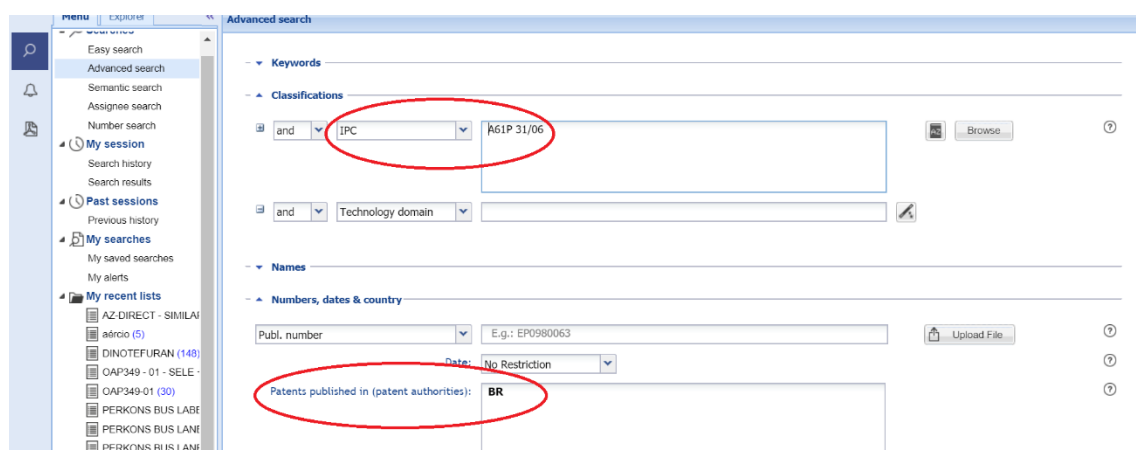 Menu Explorer
Advanced search
Searches
Easy search
Advanced search
Semantic search
Assignee search
Number search
My session
Search history
Search results
Past sessions
Previous history
My searches
My saved searches
My alerts
My recent lists
AZ-DIRECT - SIMILAR
aércio (5)
DINOTEFURAN (148)
OAP349 - 01 - SELE -
OAP349-01 (30)
PERKONS BUS LABE
PERKONS BUS LANE
PERKONS BUS LANE
Keywords
Classifications
and IPC A61P 31/06 Browse
and Technology domain
Names
Numbers, dates & country
Publ. number E.g.: EP0980063 Upload File
Date: No Restriction
Patents published in (patent authorities): BR